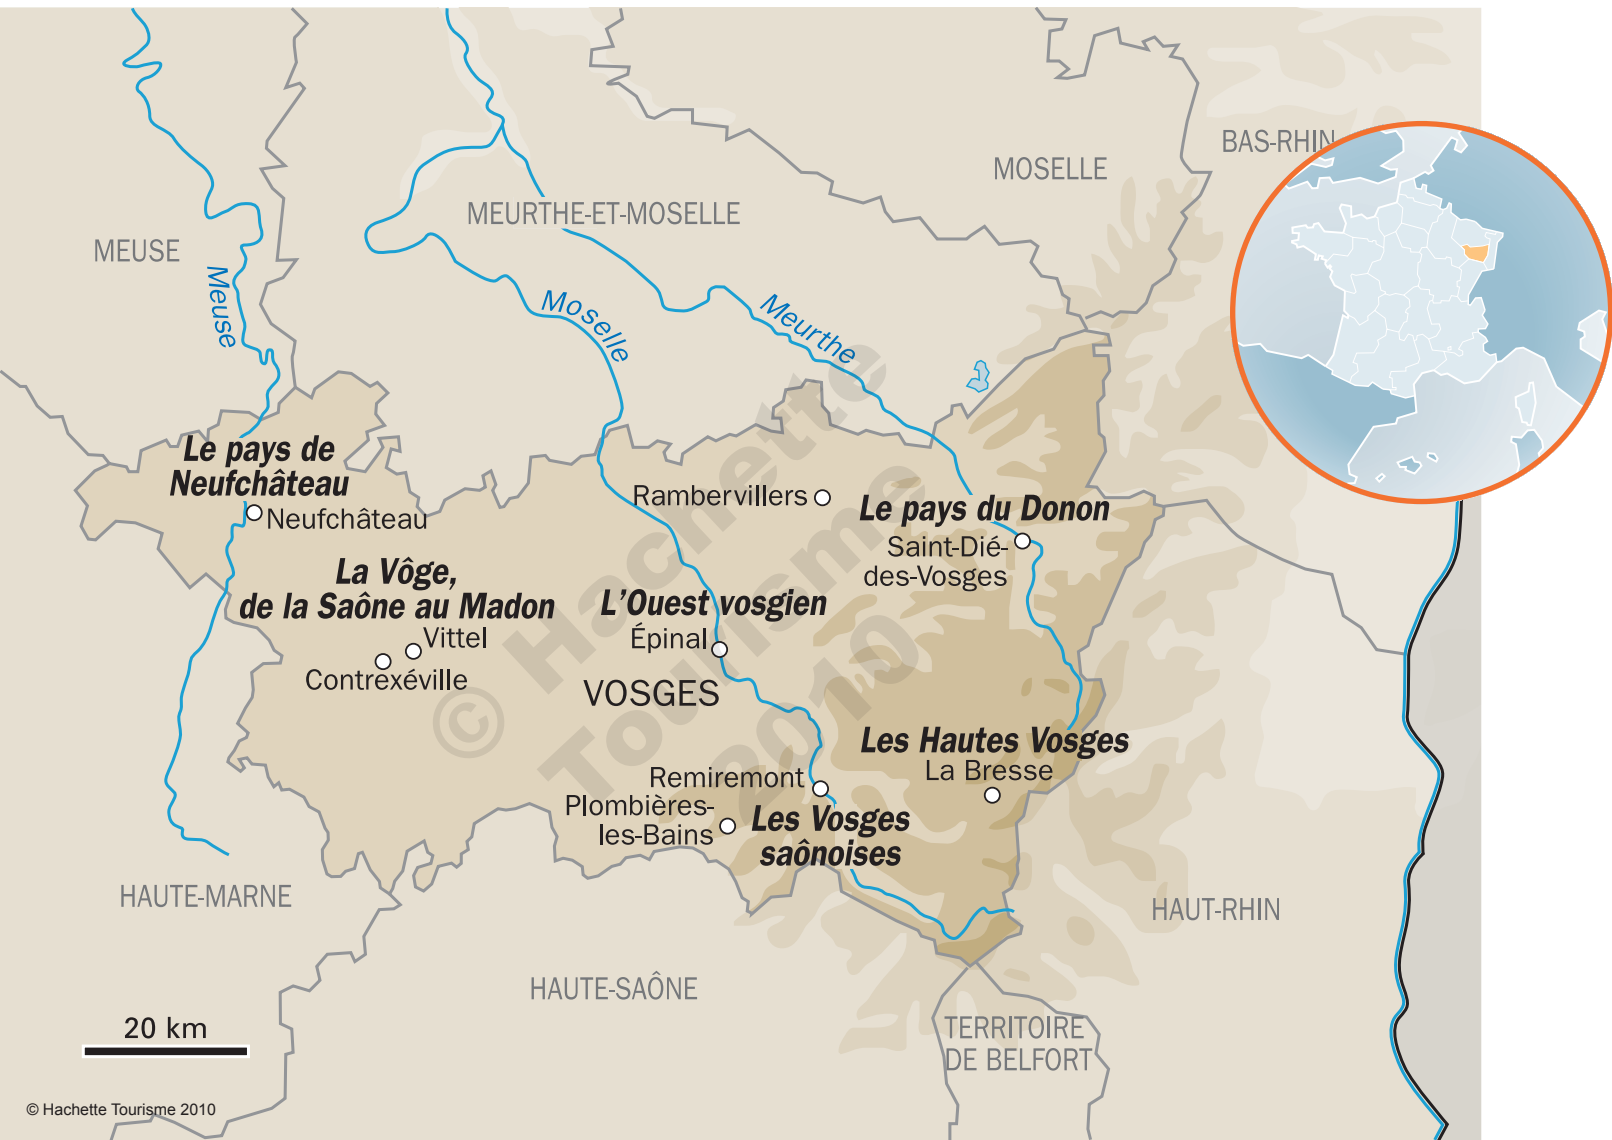 BAS-RHIN
MOSELLE
MEURTHE-ET-MOSELLE
MEUSE
Meuse
Moselle
Meurthe
Le pays de
Neufchâteau
Neufchâteau
Rambervillers
Le pays du Donon
Saint-Dié-
des-Vosges
La Vôge,
de la Saône au Madon
L'Ouest vosgien
Vittel
Épinal
Contrexéville
VOSGES
Les Hautes Vosges
La Bresse
Remiremont
Plombières-
les-Bains
Les Vosges
saônoises
HAUTE-MARNE
HAUT-RHIN
HAUTE-SAÔNE
TERRITOIRE
DE BELFORT
20 km
© Hachette
Tourisme
2010
© Hachette Tourisme 2010